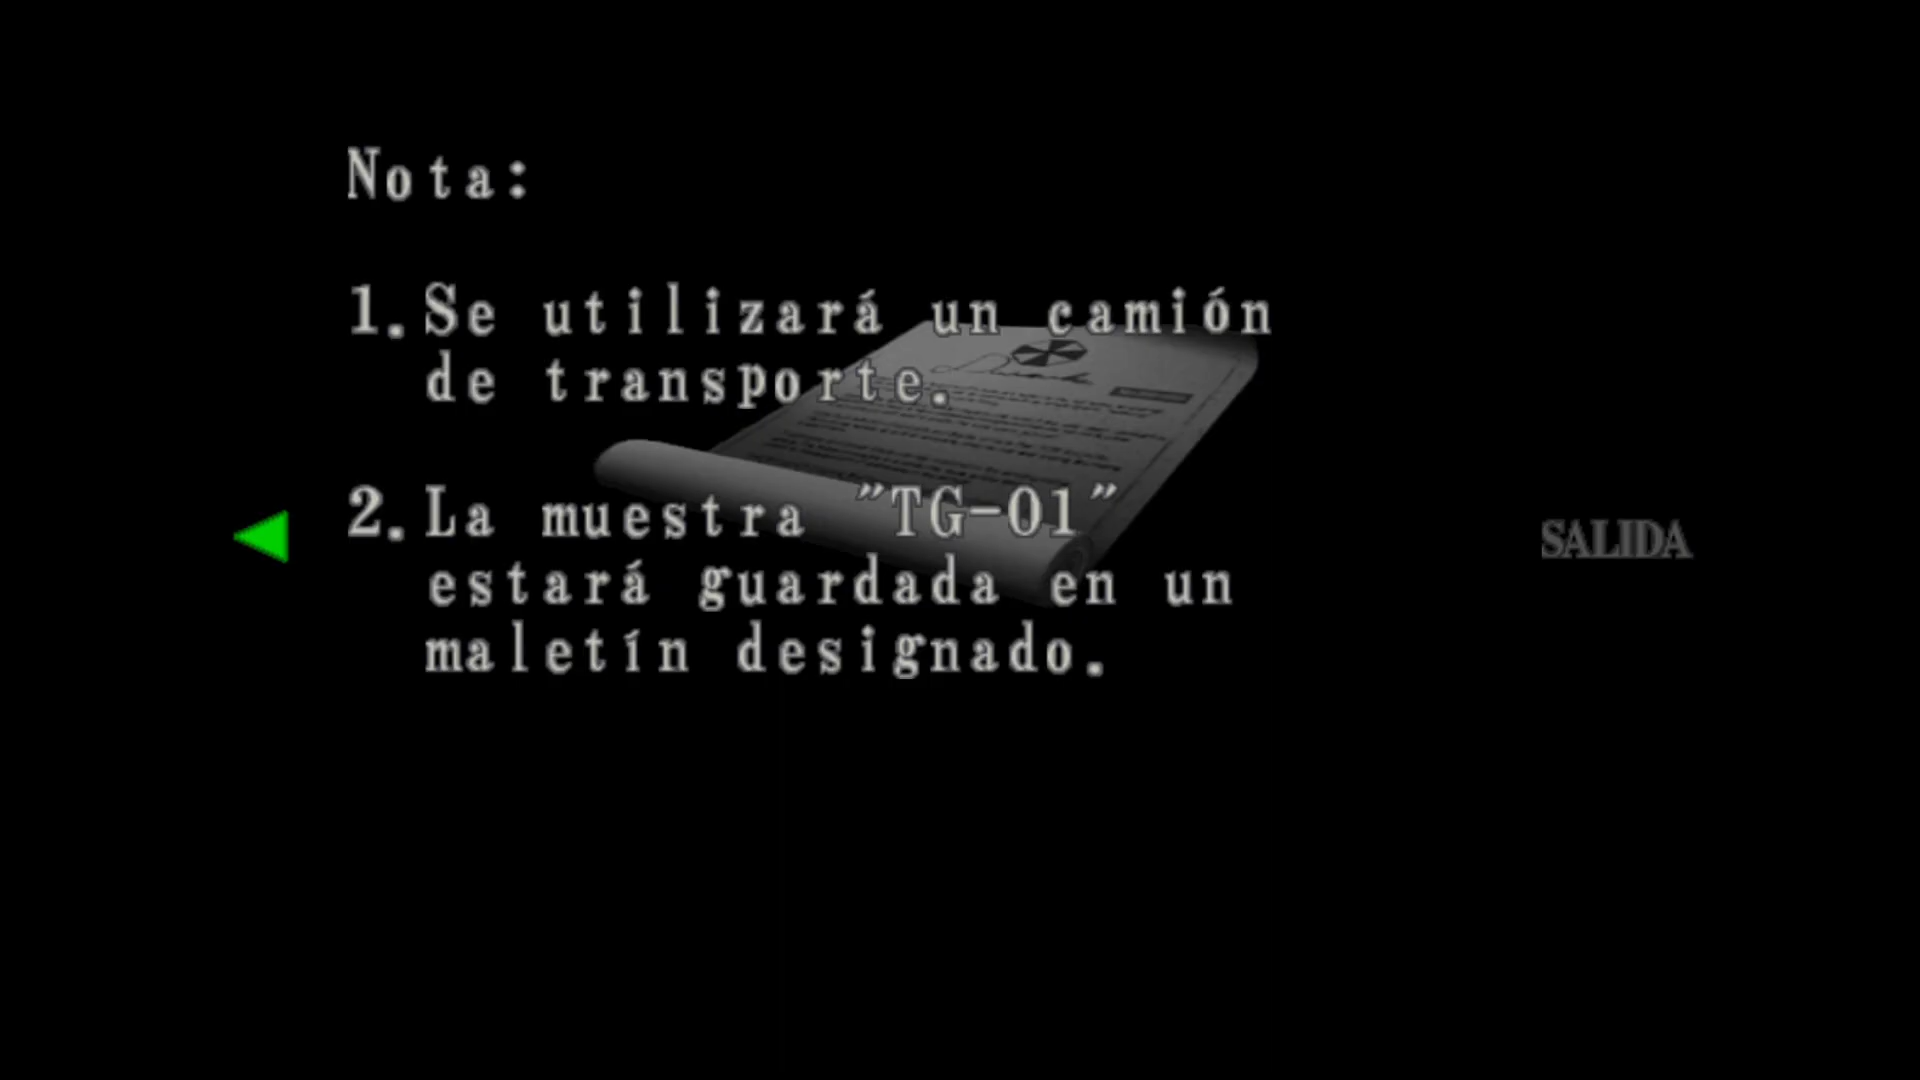 Nota:
1.Se utilizará un camión
de transporte.
2.La muestra "TG-01"
estará guardada en un
maletín designado.
SALIDA